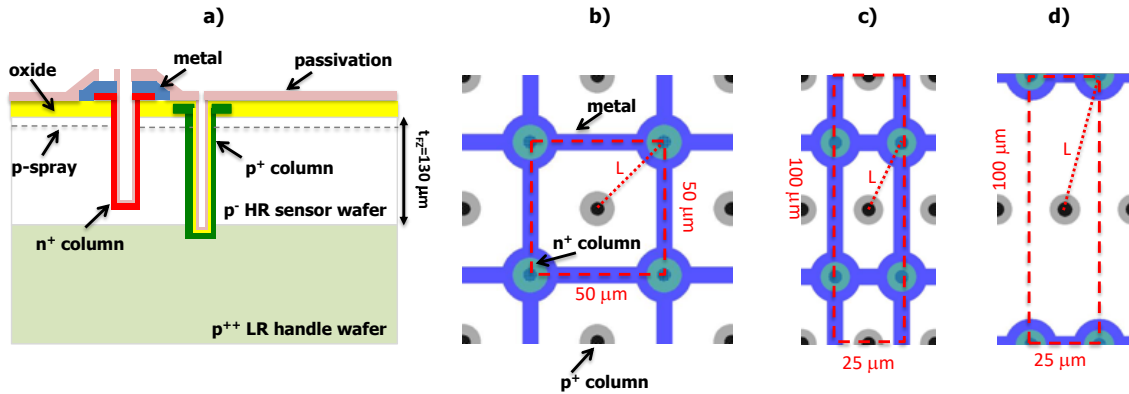 a)
oxide
metal
passivation
p-spray
p⁺ column
t_FZ=130 μm
p⁻ HR sensor wafer
n⁺ column
p⁺⁺ LR handle wafer
b)
metal
L
50 μm
n⁺ column
50 μm
p⁺ column
c)
100 μm
L
25 μm
d)
100 μm
L
25 μm